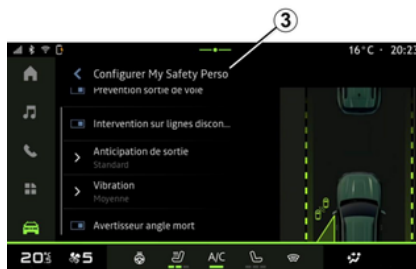 3
16°C · 20:23
Configurer My Safety Perso
Prévention sortie de voie
Intervention sur lignes discon...
Anticipation de sortie
Standard
Vibration
Moyenne
Avertisseur angle mort
20°5 5 A/C